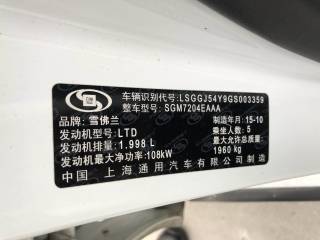 车辆识别代号:LSGGJ54Y9GS003359
整车型号:SGM7204EAAA
品牌:雪佛兰
制造年月:15-10
发动机型号:LTD
乘坐人数:5
发动机排量:1.998 L
最大允许总质量:
1960 kg
发动机最大净功率:108kW
中国 上海通用汽车有限公司